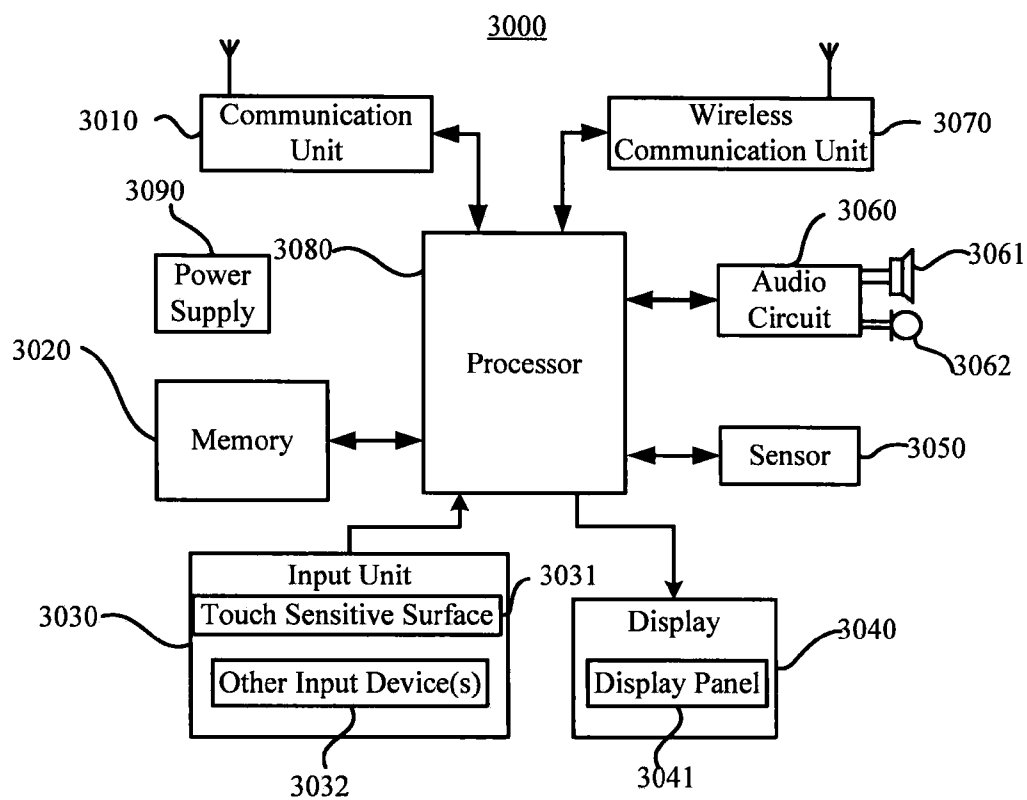 3000
3010
Communication
Unit
Wireless
Communication Unit
3070
3090
Power
Supply
3080
Processor
3060
Audio
Circuit
3061
3062
3020
Memory
Sensor
3050
Input Unit
3031
Touch Sensitive Surface
3030
Other Input Device(s)
3032
Display
3040
Display Panel
3041